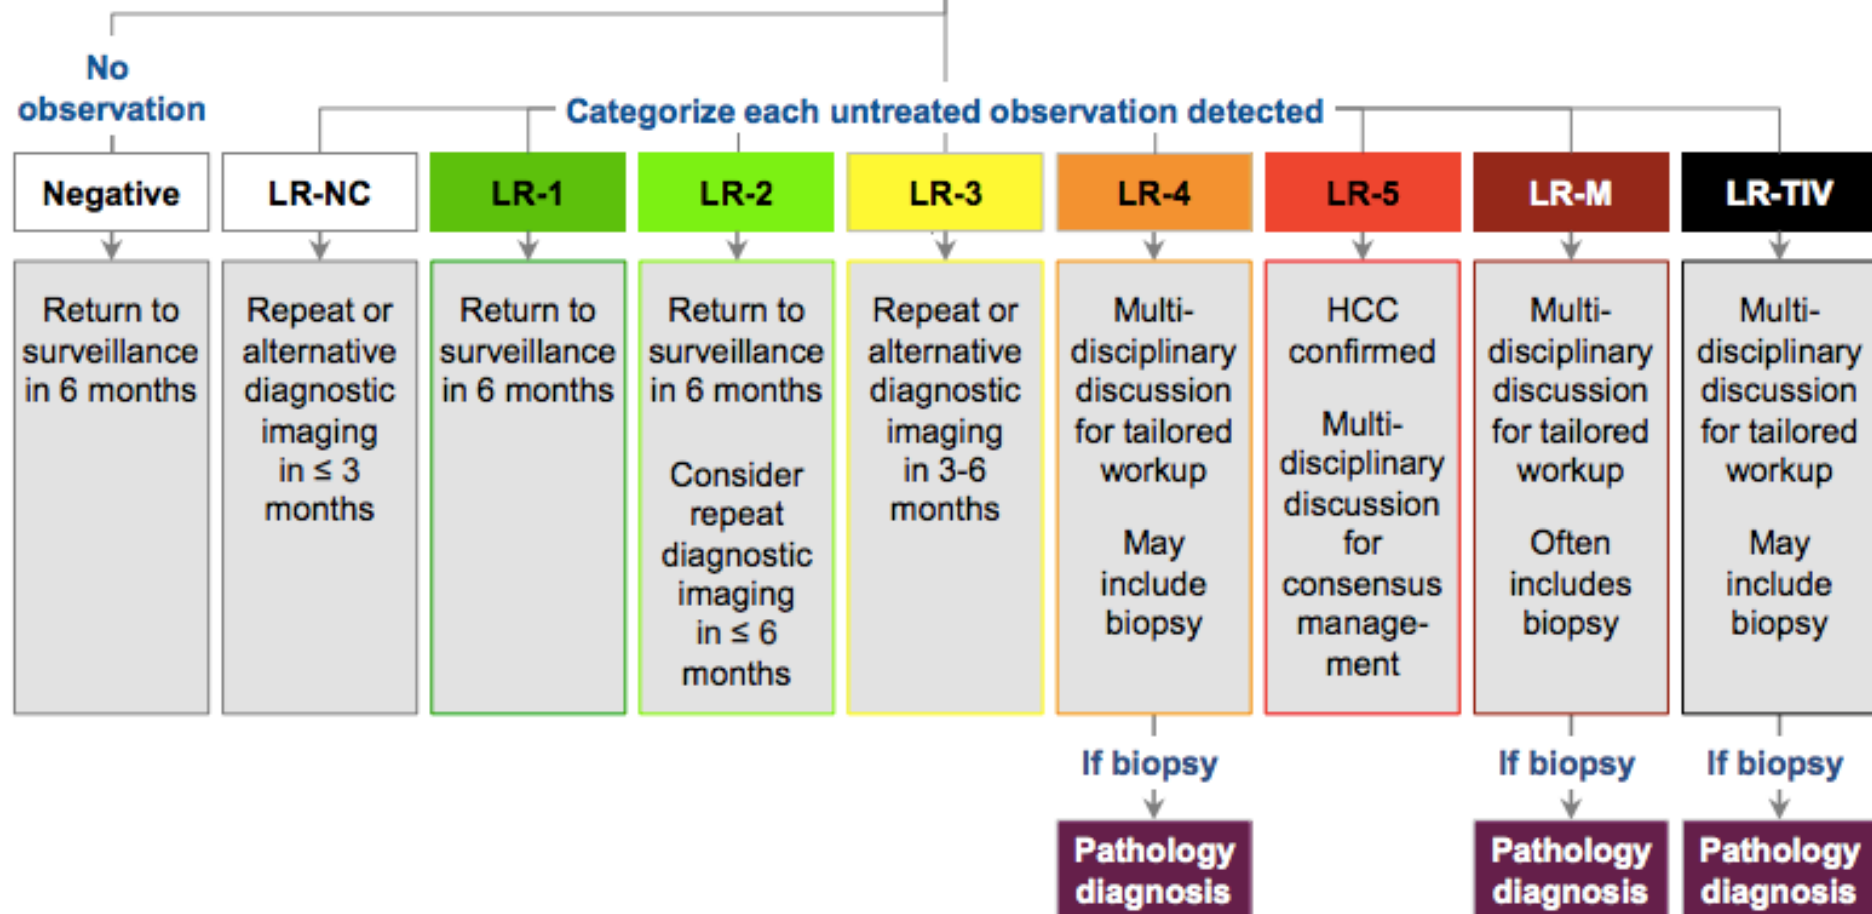 No
observation
Categorize each untreated observation detected
Negative
LR-NC
LR-1
LR-2
LR-3
LR-4
LR-5
LR-M
LR-TIV
Return to
surveillance
in 6 months
Repeat or
alternative
diagnostic
imaging
in ≤ 3
months
Return to
surveillance
in 6 months
Return to
surveillance
in 6 months
Consider
repeat
diagnostic
imaging
in ≤ 6
months
Repeat or
alternative
diagnostic
imaging
in 3-6
months
Multi-
disciplinary
discussion
for tailored
workup
May
include
biopsy
HCC
confirmed
Multi-
disciplinary
discussion
for
consensus
manage-
ment
Multi-
disciplinary
discussion
for tailored
workup
Often
includes
biopsy
Multi-
disciplinary
discussion
for tailored
workup
May
include
biopsy
If biopsy
If biopsy
If biopsy
Pathology
diagnosis
Pathology
diagnosis
Pathology
diagnosis